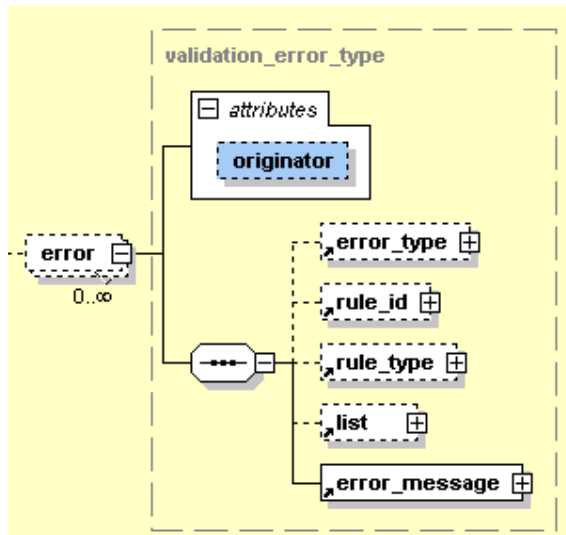 validation_error_type
attributes
originator
error
0..∞
error_type
rule_id
rule_type
list
error_message